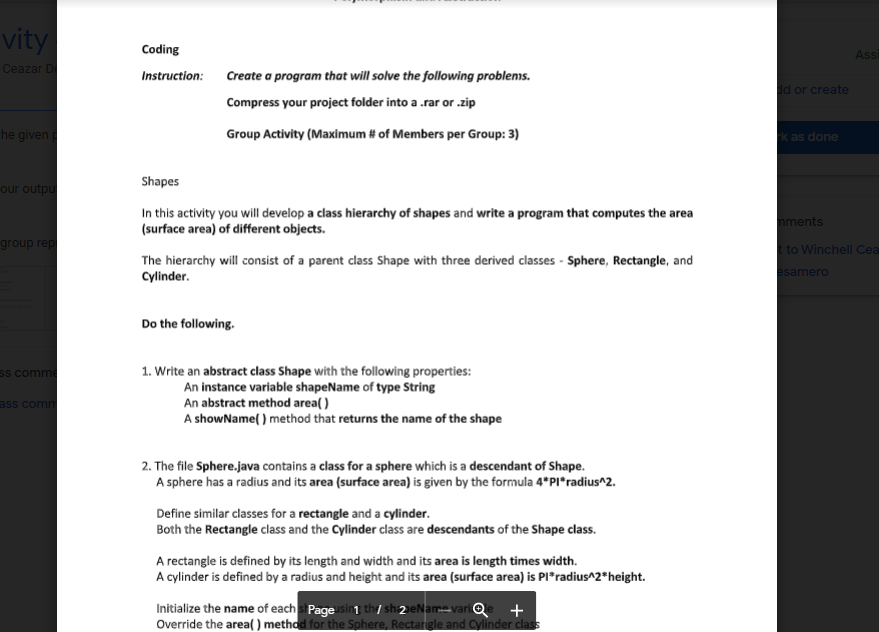 vity
Ceazar D
he given p
our outpu
group rep
ss comme
ass comm
Coding
Instruction: Create a program that will solve the following problems.
Compress your project folder into a .rar or .zip
Group Activity (Maximum # of Members per Group: 3)
Shapes
In this activity you will develop a class hierarchy of shapes and write a program that computes the area
(surface area) of different objects.
The hierarchy will consist of a parent class Shape with three derived classes - Sphere, Rectangle, and
Cylinder.
Do the following.
1. Write an abstract class Shape with the following properties:
An instance variable shapeName of type String
An abstract method area( )
A showName( ) method that returns the name of the shape
2. The file Sphere.java contains a class for a sphere which is a descendant of Shape.
A sphere has a radius and its area (surface area) is given by the formula 4*PI*radius^2.
Define similar classes for a rectangle and a cylinder.
Both the Rectangle class and the Cylinder class are descendants of the Shape class.
A rectangle is defined by its length and width and its area is length times width.
A cylinder is defined by a radius and height and its area (surface area) is PI*radius^2*height.
Initialize the name of each using the shapeName
Override the area( ) method for the Sphere, Rectangle and Cylinder class
Page 1 / 2
Assi
dd or create
rk as done
mments
t to Winchell Cea
esamero